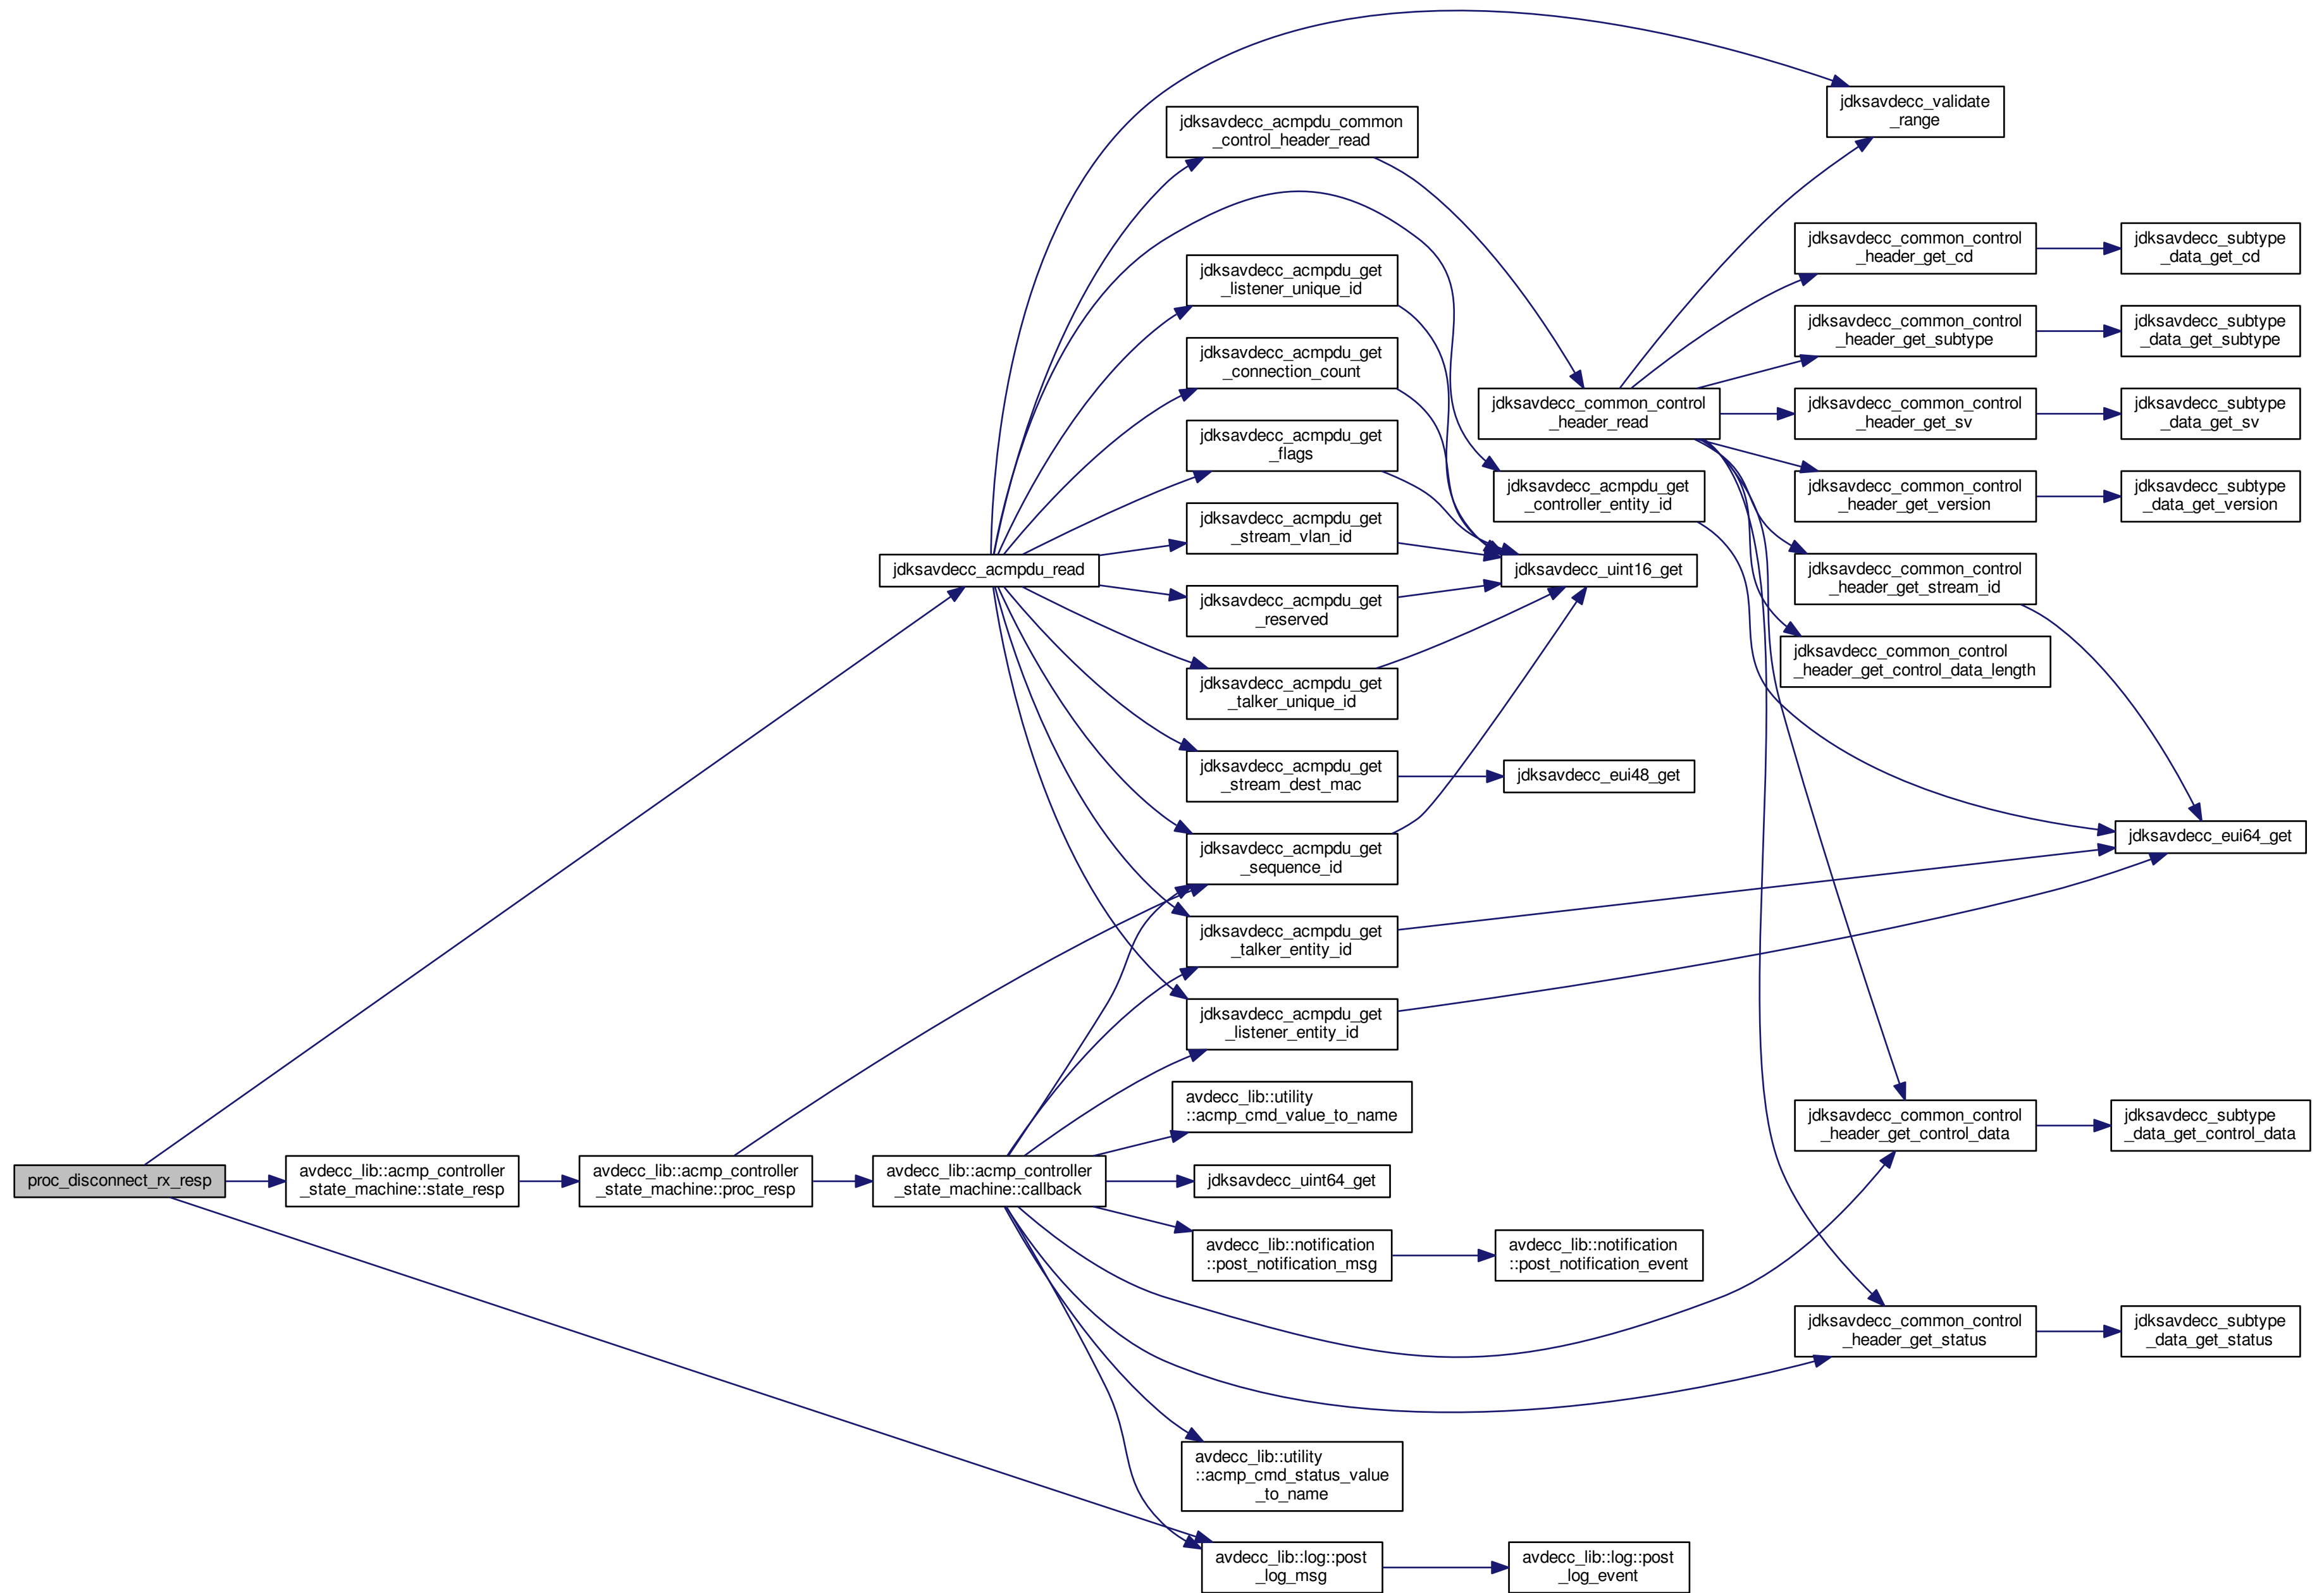 jdksavdecc_validate
_range
jdksavdecc_acmpdu_common
_control_header_read
jdksavdecc_common_control
_header_get_cd
jdksavdecc_subtype
_data_get_cd
jdksavdecc_acmpdu_get
_listener_unique_id
jdksavdecc_common_control
_header_get_subtype
jdksavdecc_subtype
_data_get_subtype
jdksavdecc_acmpdu_get
_connection_count
jdksavdecc_common_control
_header_read
jdksavdecc_common_control
_header_get_sv
jdksavdecc_subtype
_data_get_sv
jdksavdecc_acmpdu_get
_flags
jdksavdecc_acmpdu_get
_controller_entity_id
jdksavdecc_common_control
_header_get_version
jdksavdecc_subtype
_data_get_version
jdksavdecc_acmpdu_get
_stream_vlan_id
jdksavdecc_acmpdu_read
jdksavdecc_uint16_get
jdksavdecc_common_control
_header_get_stream_id
jdksavdecc_acmpdu_get
_reserved
jdksavdecc_common_control
_header_get_control_data_length
jdksavdecc_acmpdu_get
_talker_unique_id
jdksavdecc_acmpdu_get
_stream_dest_mac
jdksavdecc_eui48_get
jdksavdecc_acmpdu_get
_sequence_id
jdksavdecc_eui64_get
jdksavdecc_acmpdu_get
_talker_entity_id
jdksavdecc_acmpdu_get
_listener_entity_id
avdecc_lib::utility
::acmp_cmd_value_to_name
jdksavdecc_common_control
_header_get_control_data
jdksavdecc_subtype
_data_get_control_data
proc_disconnect_rx_resp
avdecc_lib::acmp_controller
_state_machine::state_resp
avdecc_lib::acmp_controller
_state_machine::proc_resp
avdecc_lib::acmp_controller
_state_machine::callback
jdksavdecc_uint64_get
avdecc_lib::notification
::post_notification_msg
avdecc_lib::notification
::post_notification_event
jdksavdecc_common_control
_header_get_status
jdksavdecc_subtype
_data_get_status
avdecc_lib::utility
::acmp_cmd_status_value
_to_name
avdecc_lib::log::post
_log_msg
avdecc_lib::log::post
_log_event